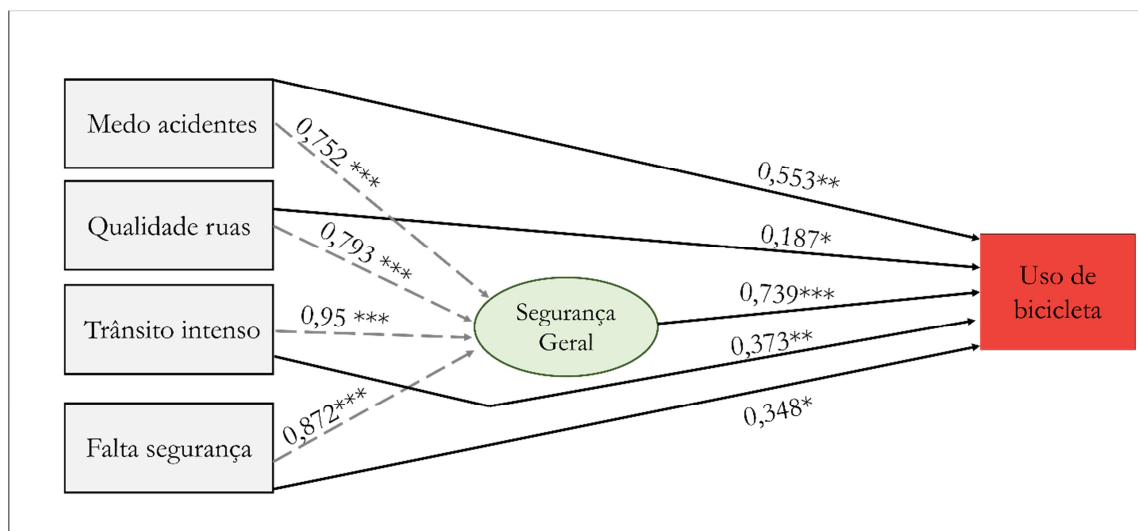 Medo acidentes
0,752 ***
0,553**
Qualidade ruas
0,793 ***
0,187*
Uso de
bicicleta
Segurança
Geral
0,739***
Trânsito intenso
0,95 ***
0,373**
Falta segurança
0,872***
0,348*